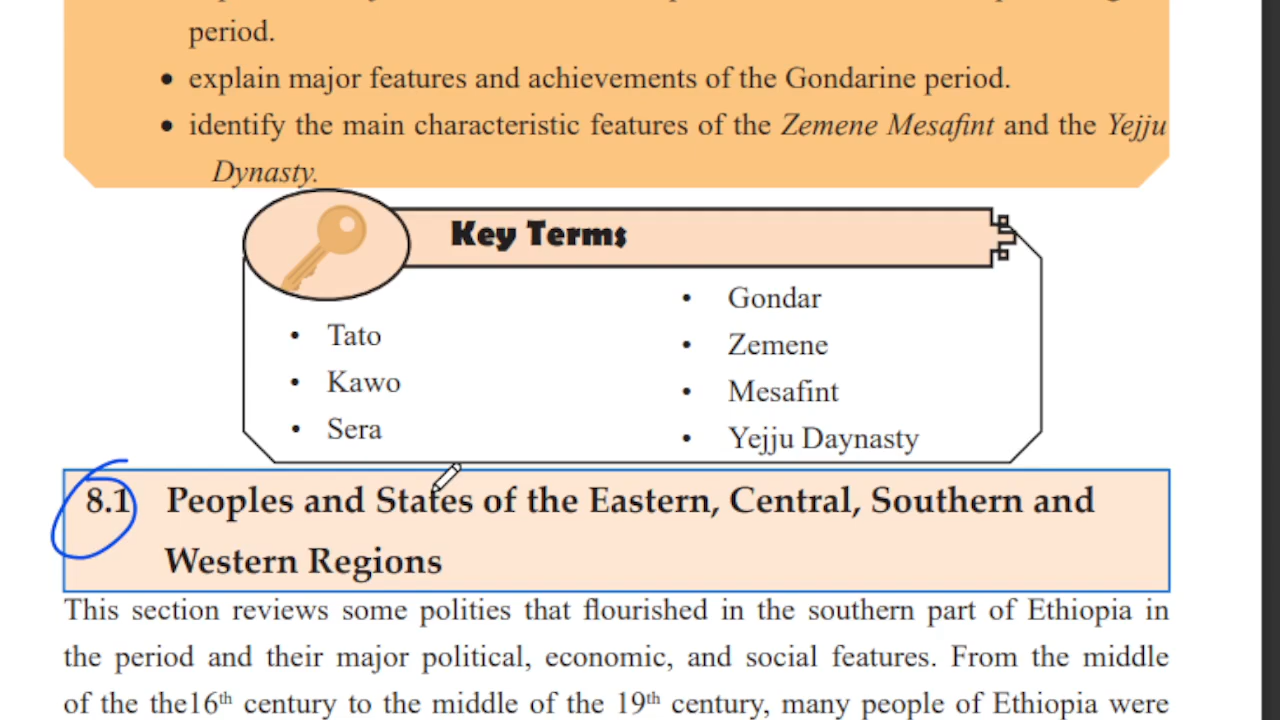 period.
• explain major features and achievements of the Gondarine period.
• identify the main characteristic features of the Zemene Mesafint and the Yejju
Dynasty.
Key Terms
• Tato
• Kawo
• Sera
• Gondar
• Zemene
• Mesafint
• Yejju Daynasty
8.1 Peoples and States of the Eastern, Central, Southern and
Western Regions
This section reviews some polities that flourished in the southern part of Ethiopia in
the period and their major political, economic, and social features. From the middle
of the the16th century to the middle of the 19th century, many people of Ethiopia were